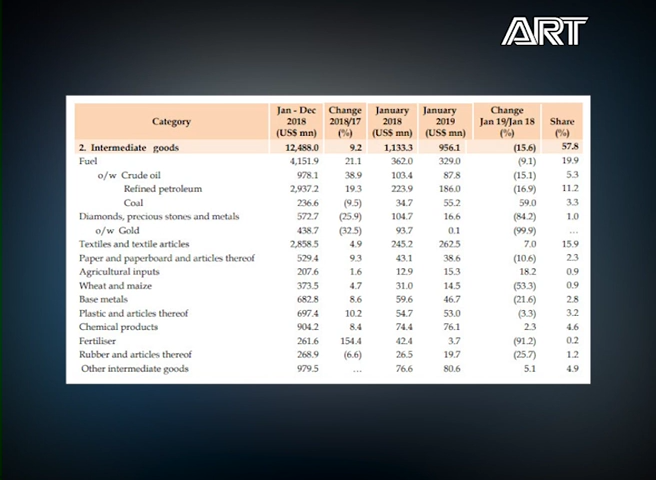 ART
Category Jan - Dec 2018 (US$ mn) Change 2018/17 (%) January 2018 (US$ mn) January 2019 (US$ mn) Change Jan 19/Jan 18 (%) Share (%)
2. Intermediate goods 12,488.0 9.2 1,133.3 956.1 (15.6) 57.8
Fuel 4,151.9 21.1 362.0 329.0 (9.1) 19.9
o/w Crude oil 978.1 38.9 103.4 87.8 (15.1) 5.3
Refined petroleum 2,937.2 19.3 223.9 186.0 (16.9) 11.2
Coal 236.6 (9.5) 34.7 55.2 59.0 3.3
Diamonds, precious stones and metals 572.7 (25.9) 104.7 16.6 (84.2) 1.0
o/w Gold 438.7 (32.5) 93.7 0.1 (99.9) ...
Textiles and textile articles 2,858.5 4.9 245.2 262.5 7.0 15.9
Paper and paperboard and articles thereof 529.4 9.3 43.1 38.6 (10.6) 2.3
Agricultural inputs 207.6 1.6 12.9 15.3 18.2 0.9
Wheat and maize 373.5 4.7 31.0 14.5 (53.3) 0.9
Base metals 682.8 8.6 59.6 46.7 (21.6) 2.8
Plastic and articles thereof 697.4 10.2 54.7 53.0 (3.3) 3.2
Chemical products 904.2 8.4 74.4 76.1 2.3 4.6
Fertiliser 261.6 154.4 42.4 3.7 (91.2) 0.2
Rubber and articles thereof 268.9 (6.6) 26.5 19.7 (25.7) 1.2
Other intermediate goods 979.5 ... 76.6 80.6 5.1 4.9